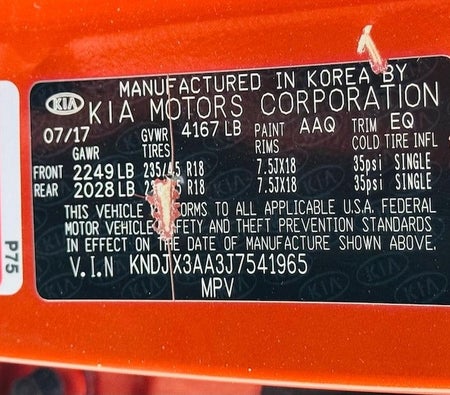 MANUFACTURED IN KOREA BY
KIA KIA MOTORS CORPORATION
07/17 GVWR 4167 LB PAINT AAQ TRIM EQ
GAWR TIRES RIMS COLD TIRE INFL
FRONT 2249 LB 235/45 R18 7.5JX18 35psi SINGLE
REAR 2028 LB R18 7.5JX18 35psi SINGLE
THIS VEHICLE TO ALL APPLICABLE U.S.A. FEDERAL
MOTOR VEHICLE AND THEFT PREVENTION STANDARDS
IN EFFECT ON THE DATE OF MANUFACTURE SHOWN ABOVE.
V.I.N KNDJX3AA3J7541965
MPV
P75